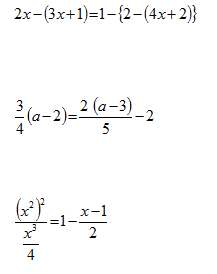 2x−(3x+1)=1−{2−(4x+2)}
3/4(a−2)=2(a−3)/5−2
(x²)²/(x³/4)=1−(x−1)/2